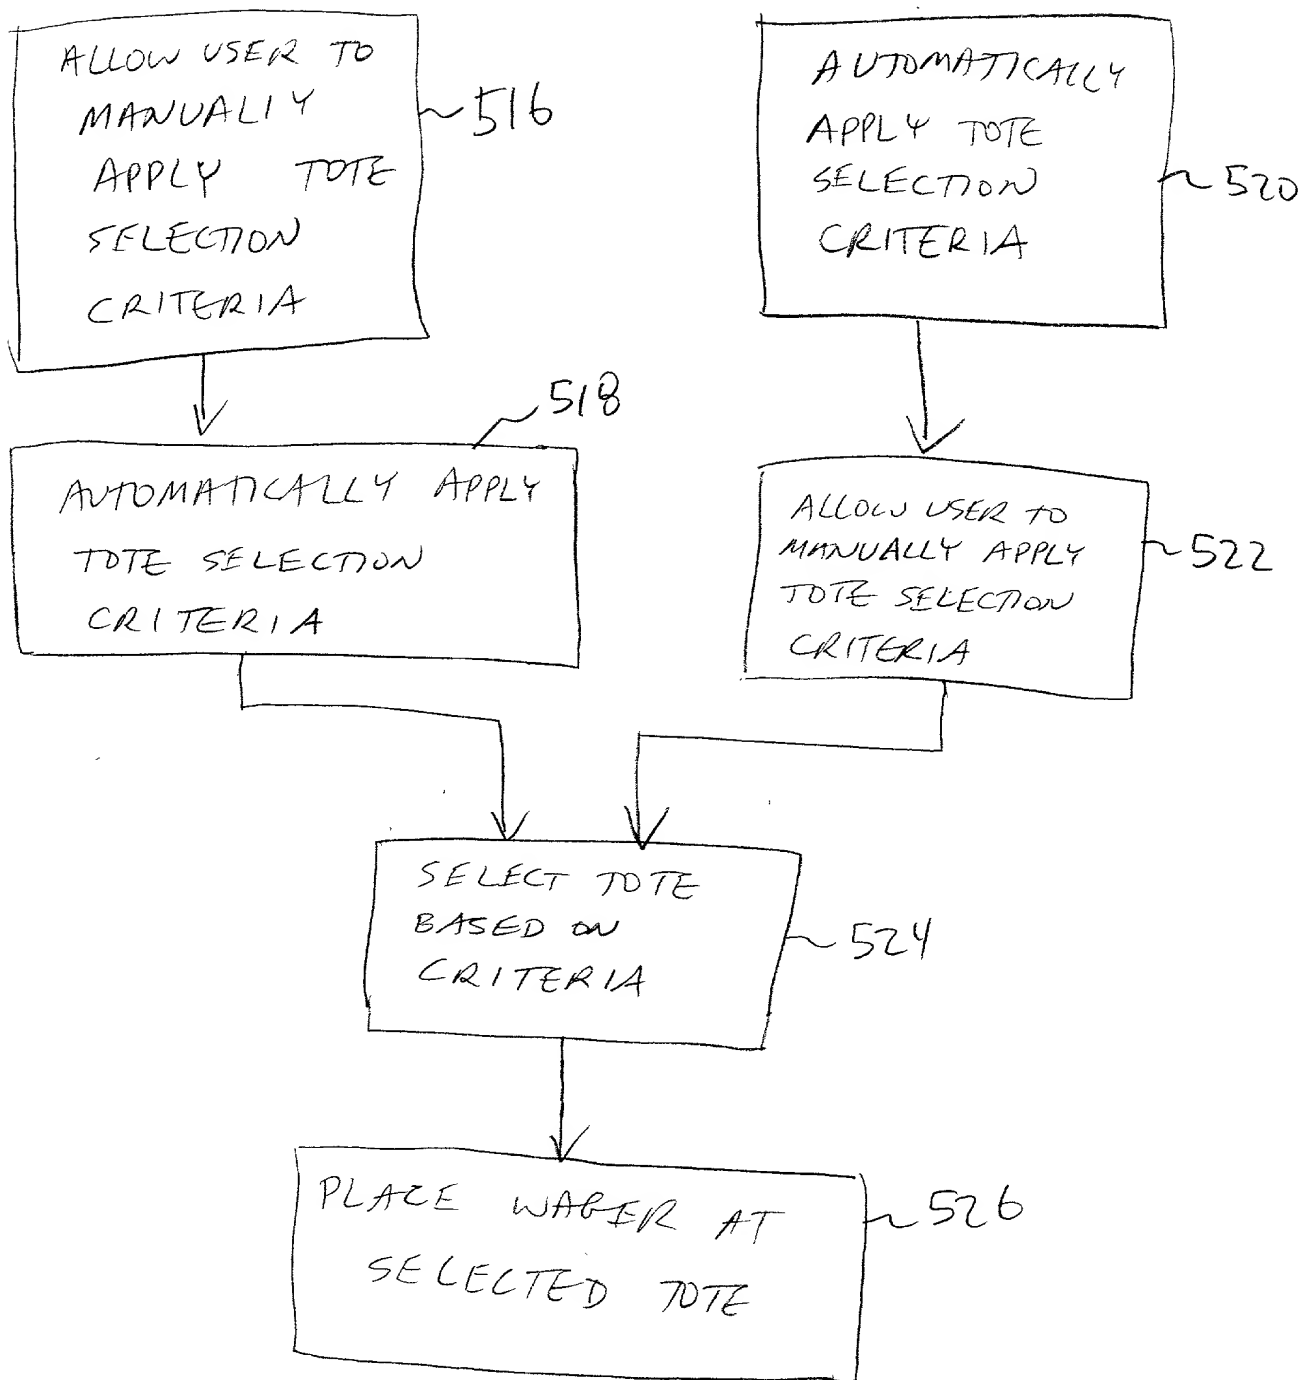 ALLOW USER TO
MANUALLY
APPLY TOTE
SELECTION
CRITERIA
516
AUTOMATICALLY
APPLY TOTE
SELECTION
CRITERIA
520
518
AUTOMATICALLY APPLY
TOTE SELECTION
CRITERIA
ALLOW USER TO
MANUALLY APPLY
TOTE SELECTION
CRITERIA
522
SELECT TOTE
BASED ON
CRITERIA
524
PLACE WAGER AT
SELECTED TOTE
526